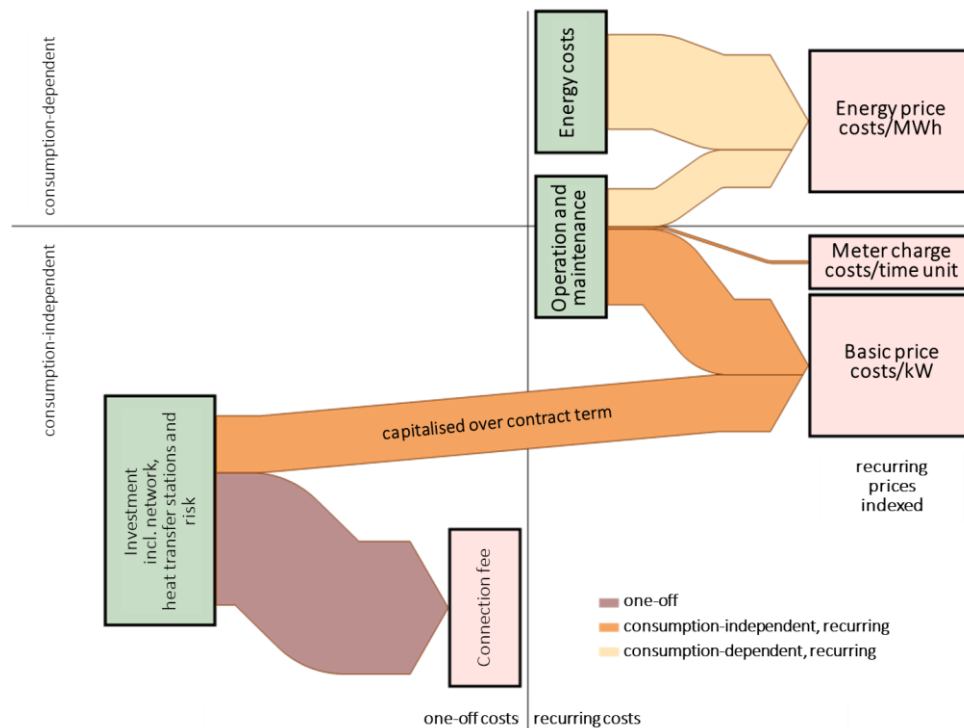 consumption-dependent
Energy costs
Energy price
costs/MWh
Operation and
maintenance
Meter charge
costs/time unit
consumption-independent
Basic price
costs/kW
capitalised over contract term
Investment
incl. network,
heat transfer stations and
risk
recurring
prices
indexed
Connection fee
one-off
consumption-independent, recurring
consumption-dependent, recurring
one-off costs
recurring costs